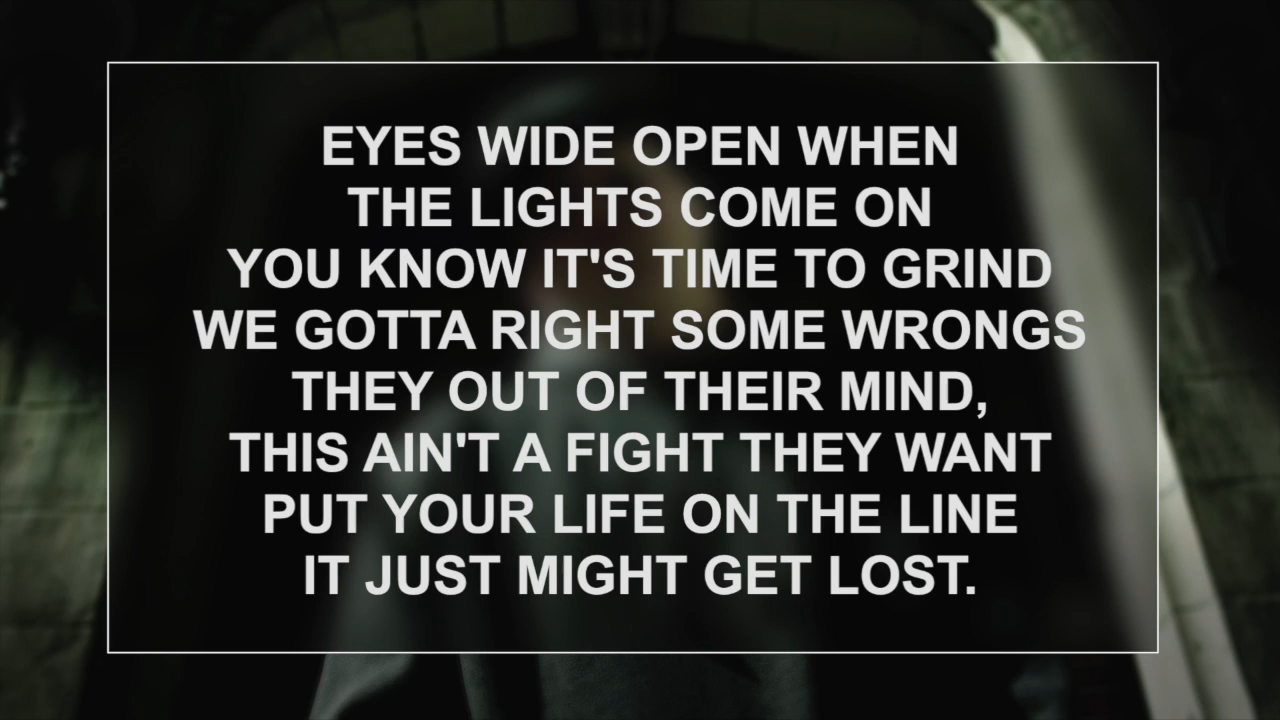 EYES WIDE OPEN WHEN
THE LIGHTS COME ON
YOU KNOW IT'S TIME TO GRIND
WE GOTTA RIGHT SOME WRONGS
THEY OUT OF THEIR MIND,
THIS AIN'T A FIGHT THEY WANT
PUT YOUR LIFE ON THE LINE
IT JUST MIGHT GET LOST.